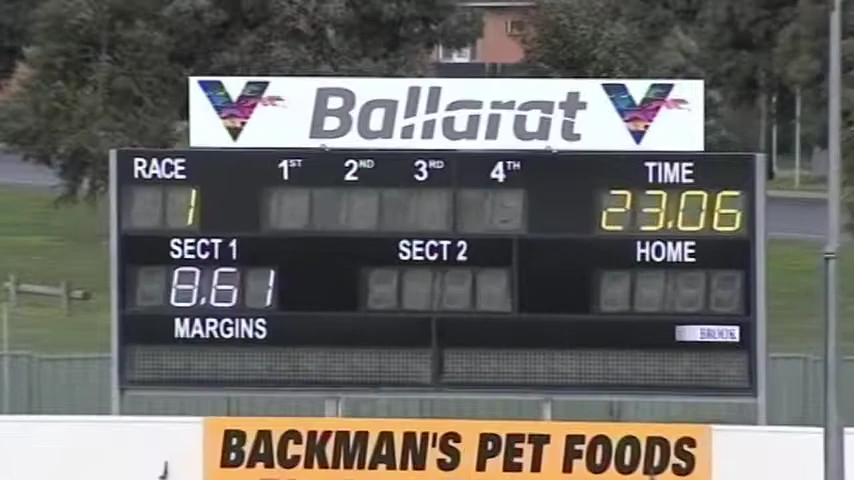 Ballarat
RACE 1ST 2ND 3RD 4TH TIME
1 23.06
SECT 1 SECT 2 HOME
8.61
MARGINS
BROOK
BACKMAN'S PET FOODS